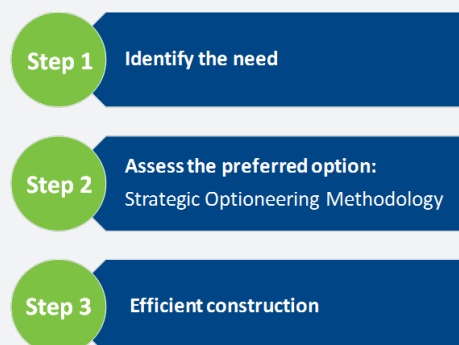 Step 1
Identify the need
Step 2
Assess the preferred option:
Strategic Optioneering Methodology
Step 3
Efficient construction